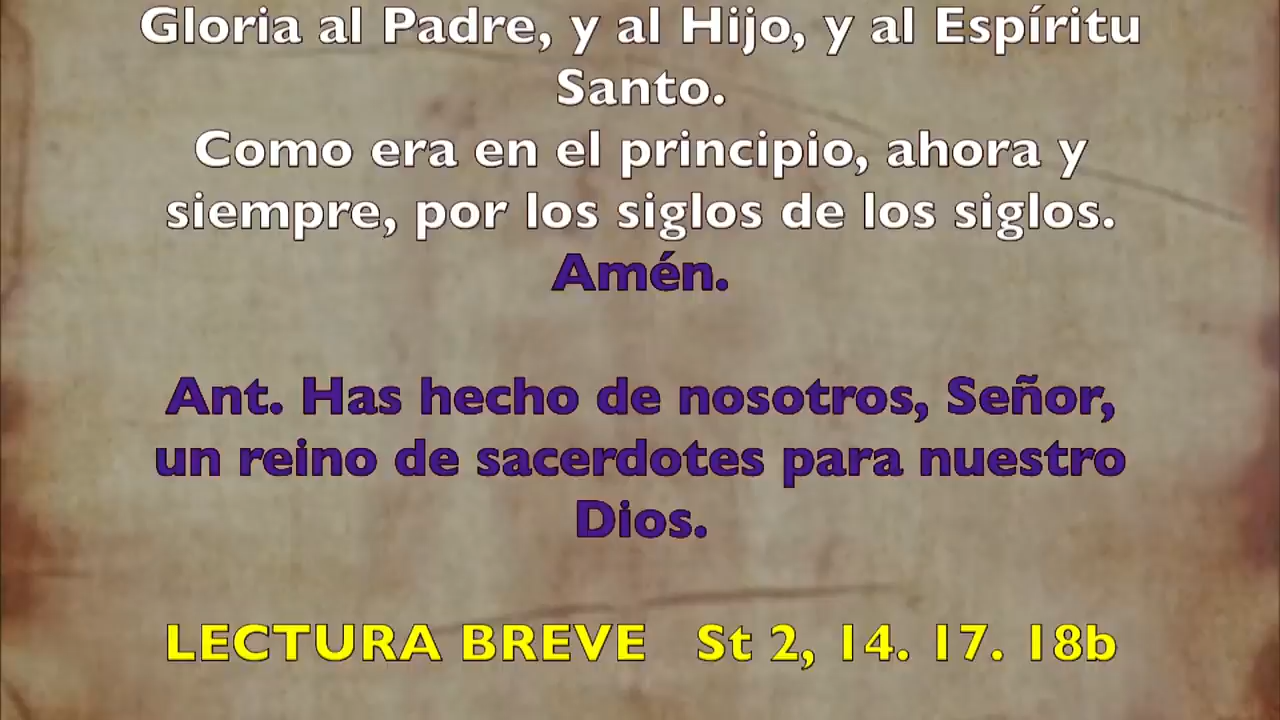 Gloria al Padre, y al Hijo, y al Espíritu
Santo.
Como era en el principio, ahora y
siempre, por los siglos de los siglos.
Amén.
Ant. Has hecho de nosotros, Señor,
un reino de sacerdotes para nuestro
Dios.
LECTURA BREVE   St 2, 14. 17. 18b